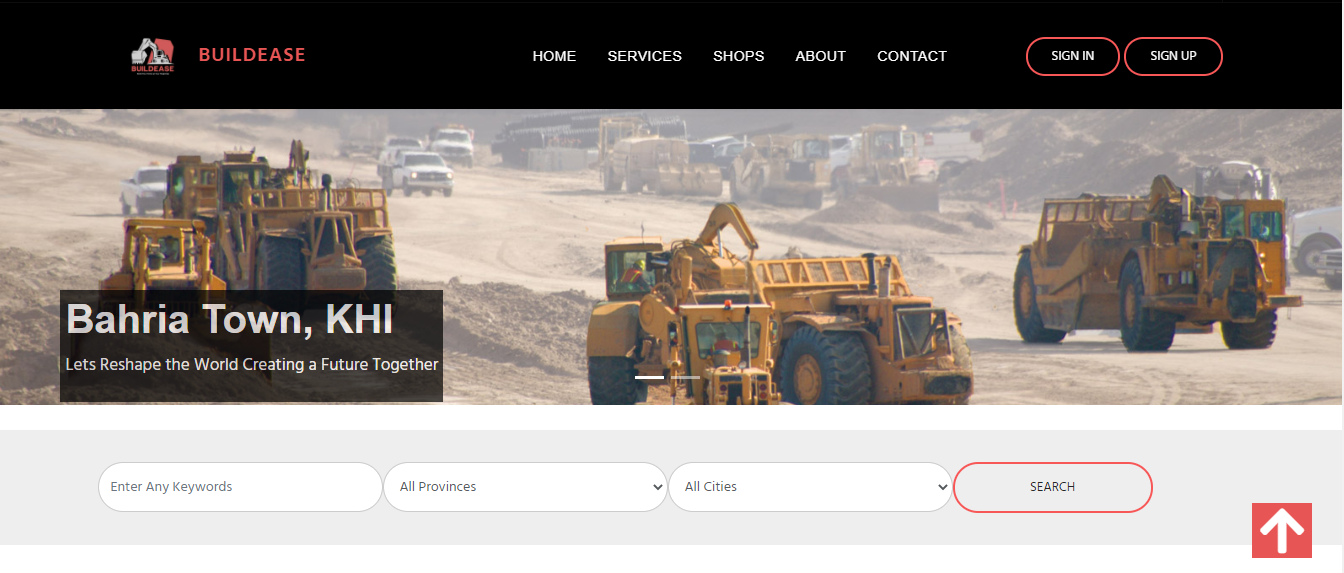 BUILDEASE
BUILDEASE
HOME
SERVICES
SHOPS
ABOUT
CONTACT
SIGN IN
SIGN UP
Bahria Town, KHI
Lets Reshape the World Creating a Future Together
Enter Any Keywords
All Provinces
All Cities
SEARCH